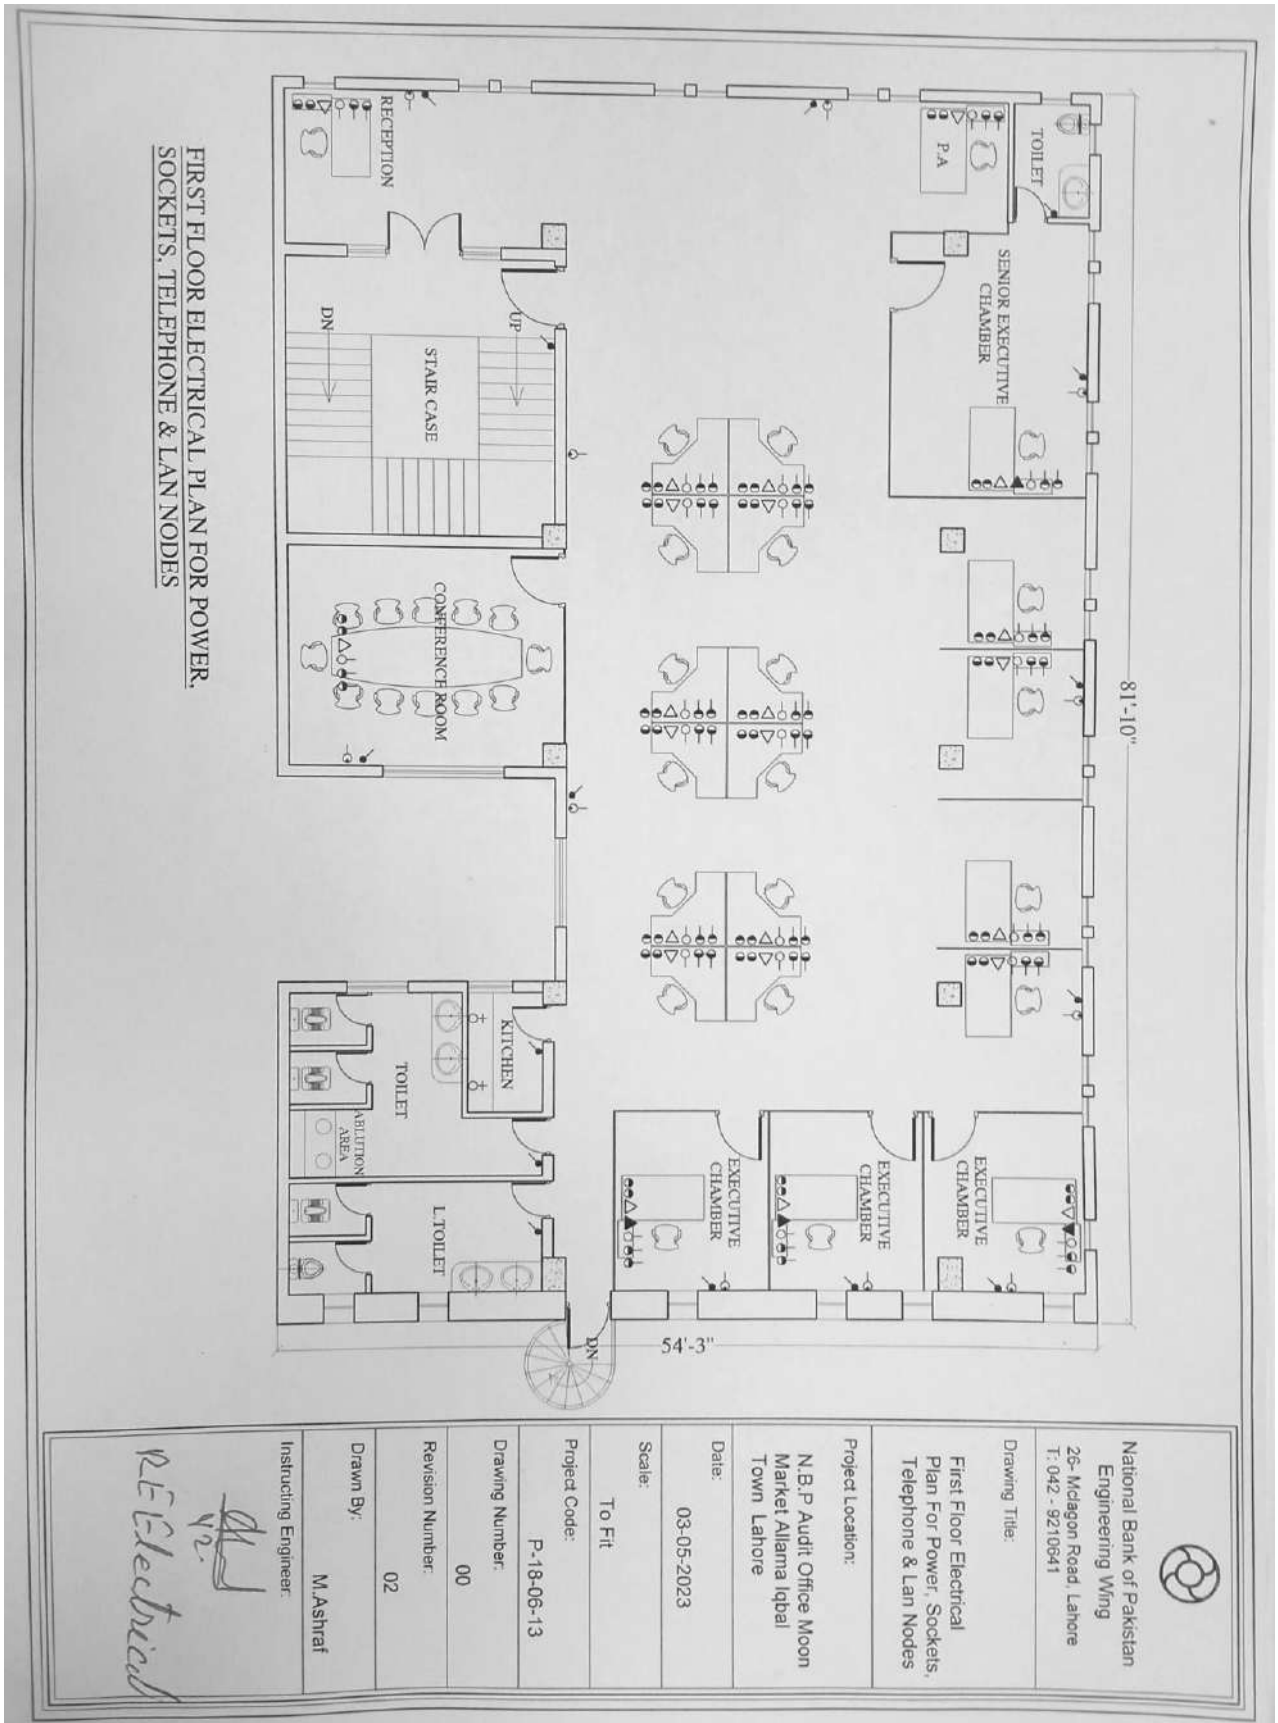 RECEPTION
P.A
TOILET
SENIOR EXECUTIVE
CHAMBER
DN
UP
STAIR CASE
CONFERENCE ROOM
81'-10"
KITCHEN
TOILET
ABLUTION
AREA
L.TOILET
EXECUTIVE
CHAMBER
EXECUTIVE
CHAMBER
EXECUTIVE
CHAMBER
DN
54'-3"
FIRST FLOOR ELECTRICAL PLAN FOR POWER,
SOCKETS, TELEPHONE & LAN NODES
National Bank of Pakistan
Engineering Wing
26- Mclagon Road, Lahore
T: 042 - 9210641
Drawing Title:
First Floor Electrical
Plan For Power, Sockets,
Telephone & Lan Nodes
Project Location:
N.B.P Audit Office Moon
Market Allama Iqbal
Town Lahore
Date:
03-05-2023
Scale:
To Fit
Project Code:
P-18-06-13
Drawing Number:
00
Revision Number:
02
Drawn By:
M.Ashraf
Instructing Engineer:
RE Electrical